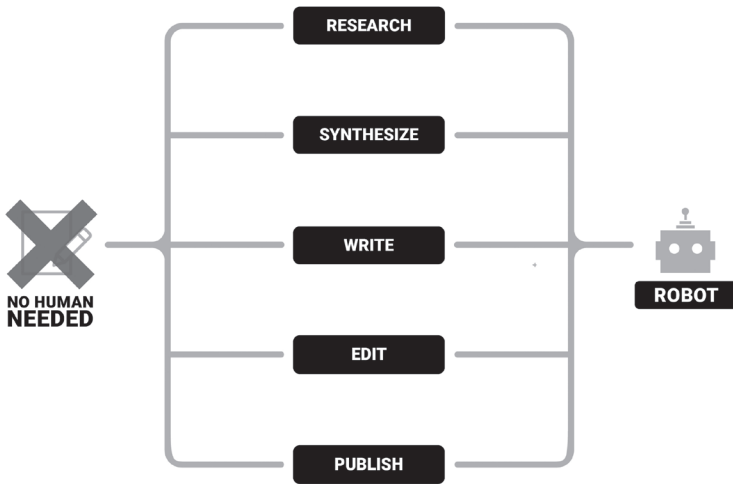 RESEARCH
SYNTHESIZE
WRITE
NO HUMAN
NEEDED
ROBOT
EDIT
PUBLISH